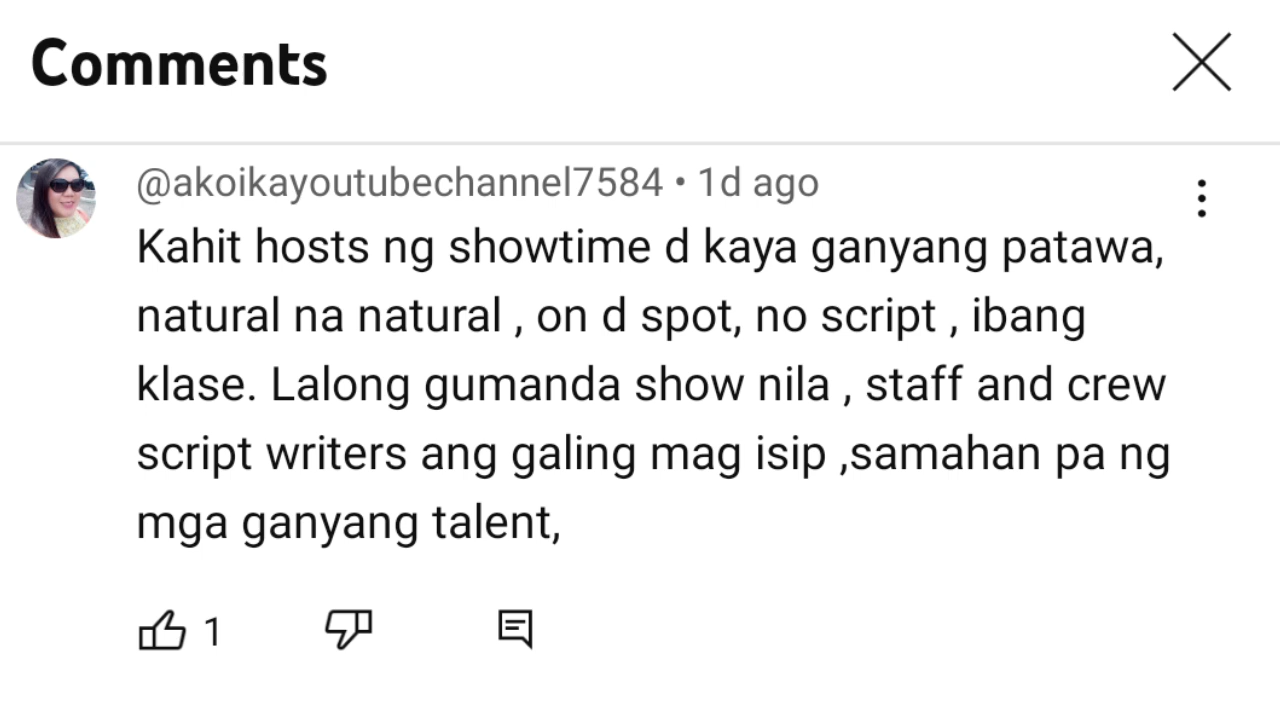 Comments
@akoikayoutubechannel7584 • 1d ago
Kahit hosts ng showtime d kaya ganyang patawa,
natural na natural , on d spot, no script , ibang
klase. Lalong gumanda show nila , staff and crew
script writers ang galing mag isip ,samahan pa ng
mga ganyang talent,
1